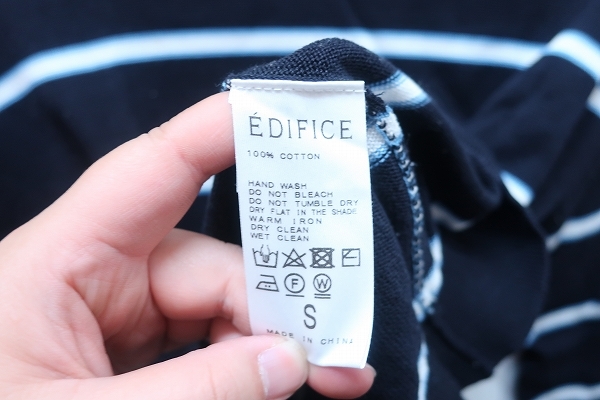 ÉDIFICE
100% COTTON
HAND WASH
DO NOT BLEACH
DO NOT TUMBLE DRY
DRY FLAT IN THE SHADE
WARM IRON
DRY CLEAN
WET CLEAN
F W
S
MADE IN CHINA